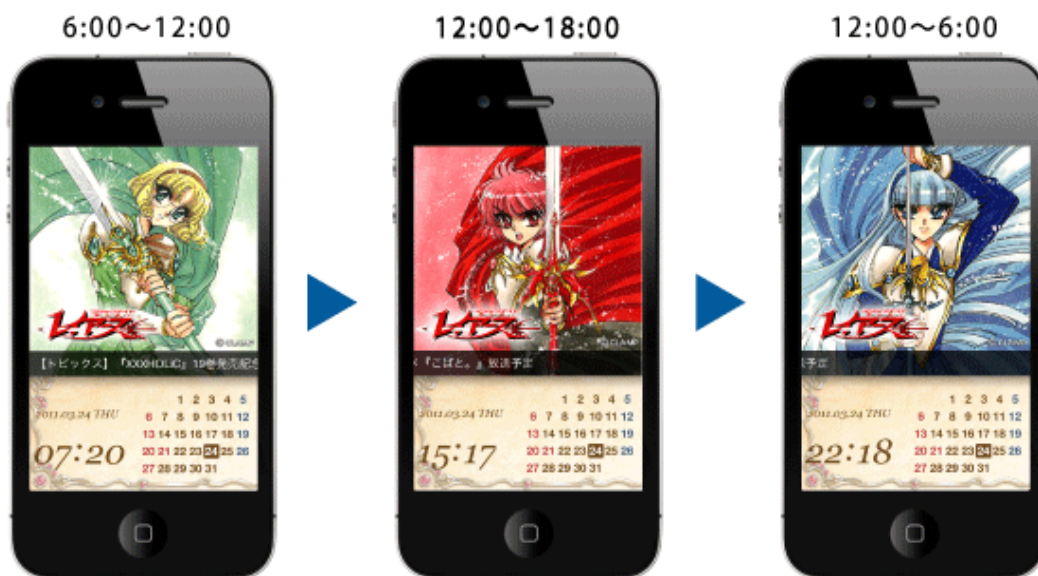 6:00～12:00
12:00～18:00
12:00～6:00
レイアース
©CLAMP
【トピックス】『XXXHOLiC』19巻発売記念
2011.03.24 THU
07:20
1 2 3 4 5
6 7 8 9 10 11 12
13 14 15 16 17 18 19
20 21 22 23 24 25 26
27 28 29 30 31
レイアース
©CLAMP
『こばと。』放送予定
2011.03.24 THU
15:17
1 2 3 4 5
6 7 8 9 10 11 12
13 14 15 16 17 18 19
20 21 22 23 24 25 26
27 28 29 30 31
レイアース
予定
2011.03.24 THU
22:18
1 2 3 4 5
6 7 8 9 10 11 12
13 14 15 16 17 18 19
20 21 22 23 24 25 26
27 28 29 30 31